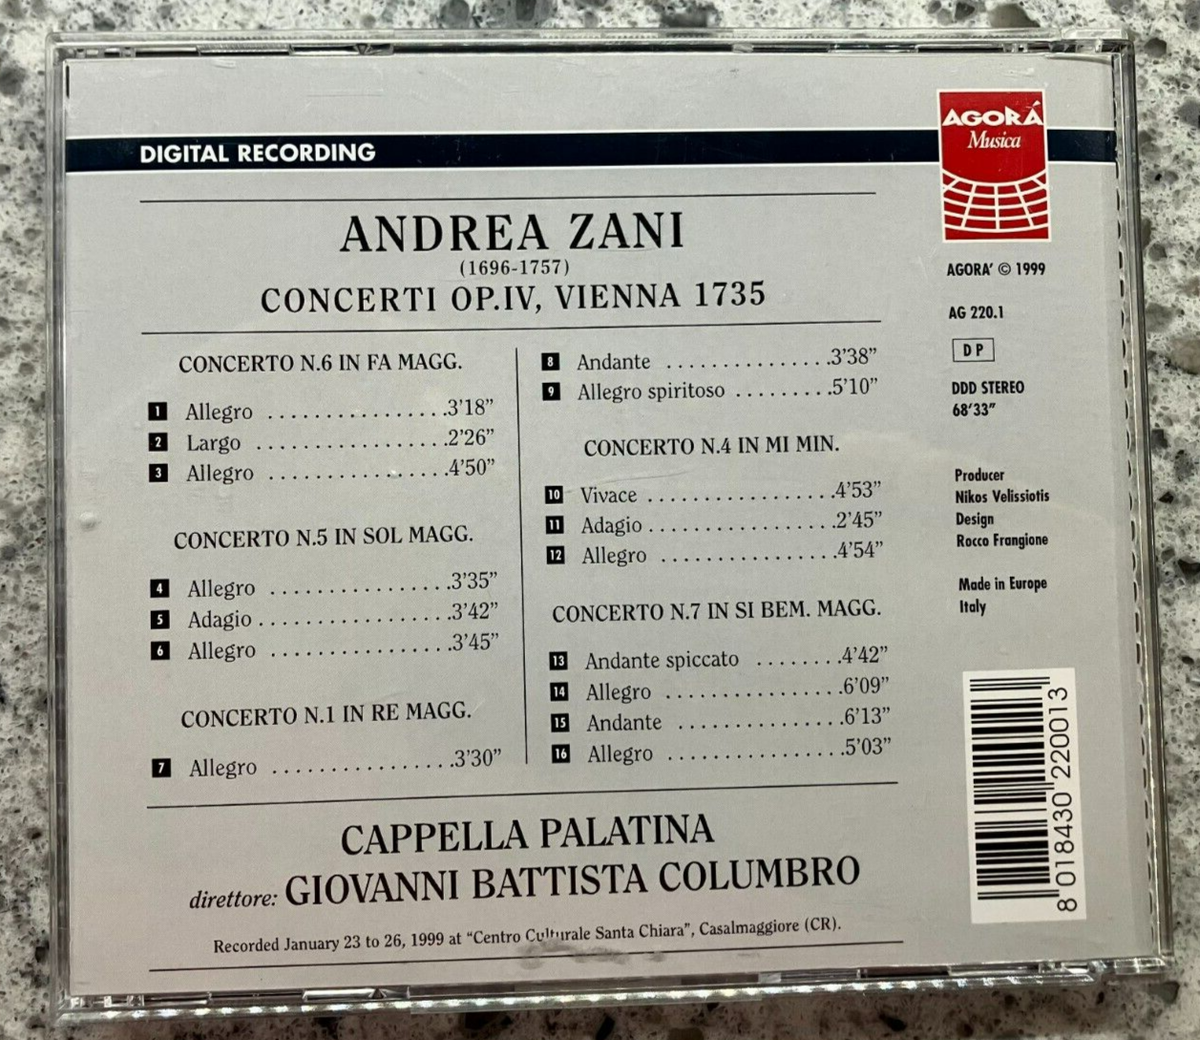 DIGITAL RECORDING
AGORÁ
Musica
ANDREA ZANI
(1696-1757)
CONCERTI OP.IV, VIENNA 1735
CONCERTO N.6 IN FA MAGG.
1 Allegro ..................3'18”
2 Largo ..................2'26”
3 Allegro ..................4'50”
CONCERTO N.5 IN SOL MAGG.
4 Allegro ..................3'35”
5 Adagio ..................3'42”
6 Allegro ..................3'45”
CONCERTO N.1 IN RE MAGG.
7 Allegro ..................3'30”
8 Andante ..................3'38”
9 Allegro spiritoso .........5'10”
CONCERTO N.4 IN MI MIN.
10 Vivace ..................4'53”
11 Adagio ..................2'45”
12 Allegro ..................4'54”
CONCERTO N.7 IN SI BEM. MAGG.
13 Andante spiccato ........4'42”
14 Allegro ..................6'09”
15 Andante ..................6'13”
16 Allegro ..................5'03”
CAPPELLA PALATINA
direttore: GIOVANNI BATTISTA COLUMBRO
Recorded January 23 to 26, 1999 at “Centro Culturale Santa Chiara”, Casalmaggiore (CR).
AGORA’ © 1999
AG 220.1
D P
DDD STEREO
68'33”
Producer
Nikos Velissiotis
Design
Rocco Frangione
Made in Europe
Italy
8 018430 220013